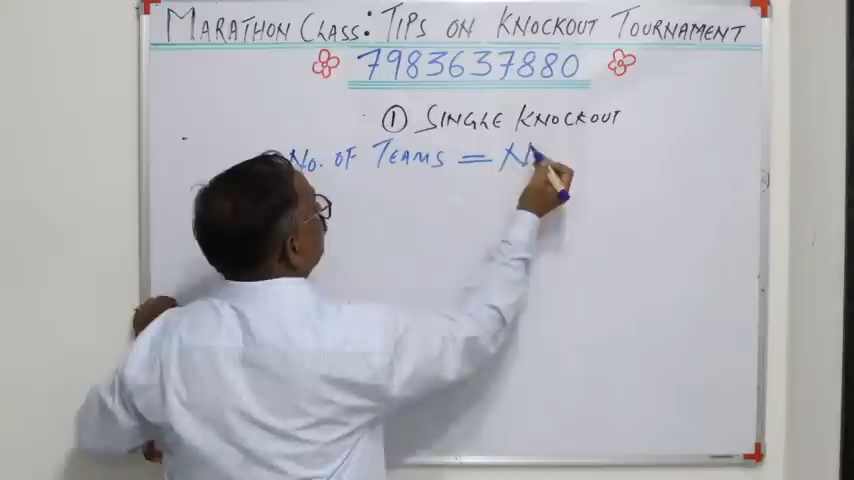 MARATHON CLASS: TIPS ON KNOCKOUT TOURNAMENT
7983637880
① SINGLE KNOCKOUT
No. OF TEAMS = N